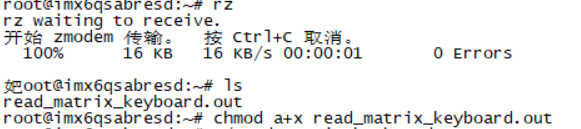 root@imx6qsabresd:~# rz
rz waiting to receive.
开始 zmodem 传输。 按 Ctrl+C 取消。
100% 16 KB 16 KB/s 00:00:01 0 Errors
妑oot@imx6qsabresd:~# ls
read_matrix_keyboard.out
root@imx6qsabresd:~# chmod a+x read_matrix_keyboard.out